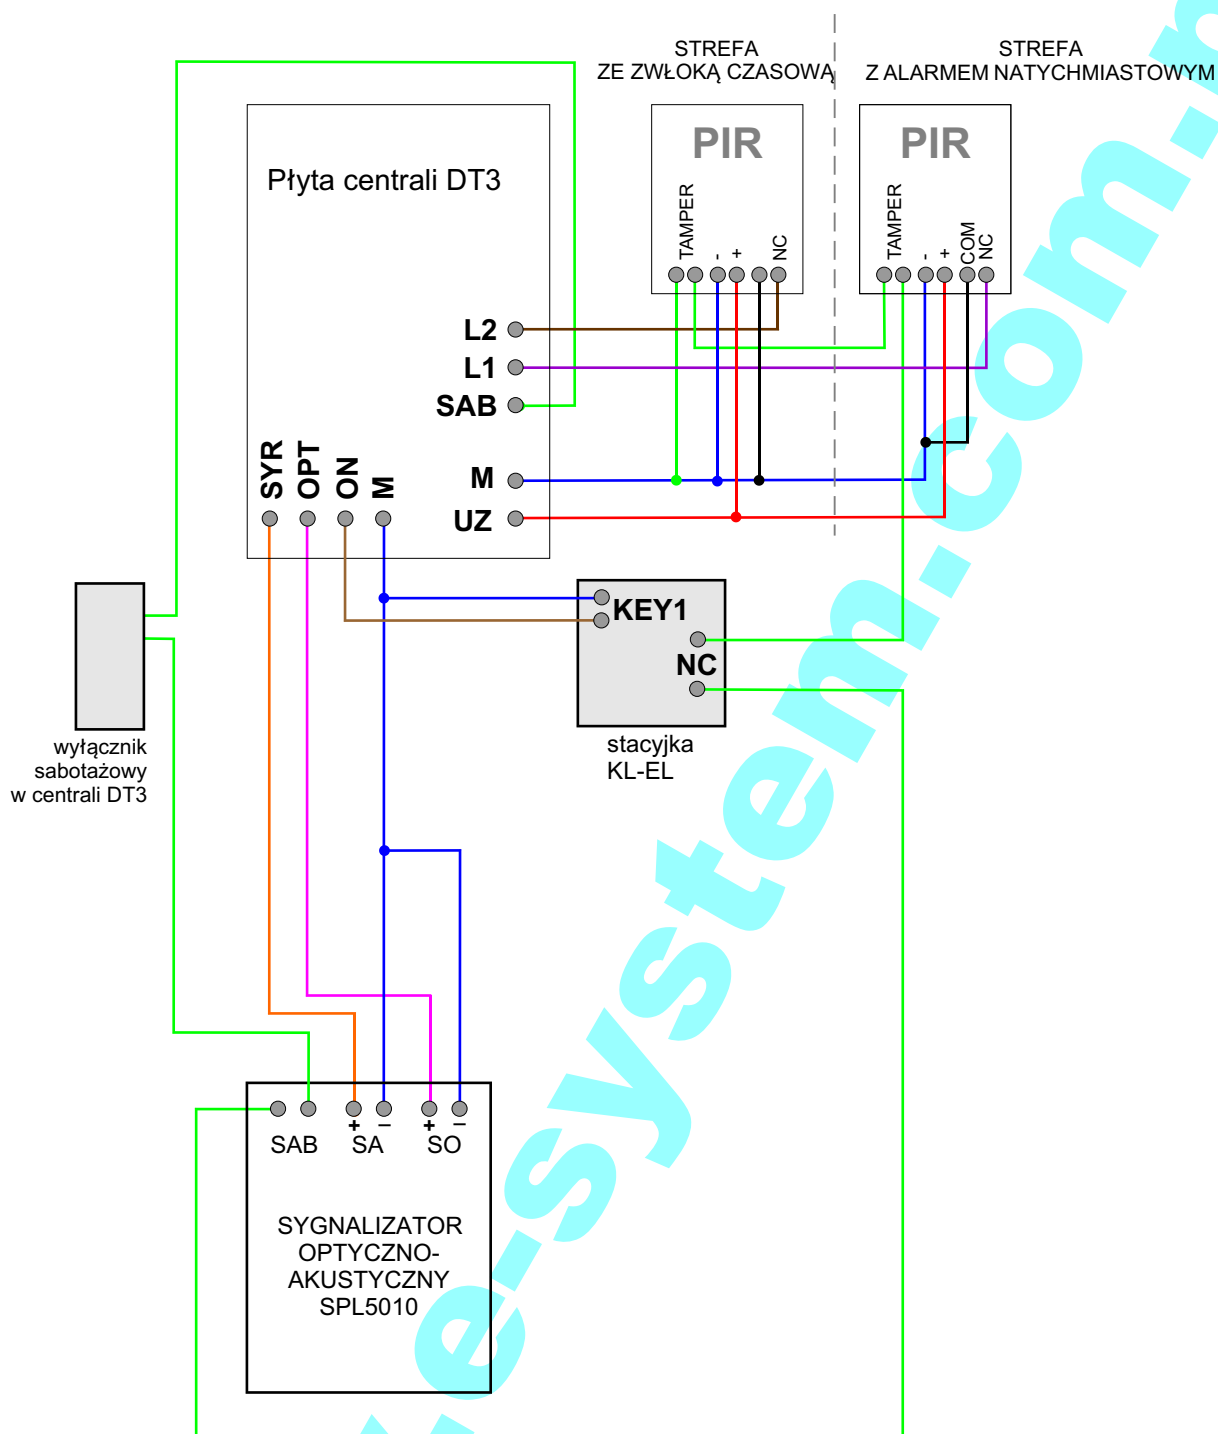 STREFA
ZE ZWŁOKĄ CZASOWĄ
STREFA
Z ALARMEM NATYCHMIASTOWYM
PIR
TAMPER
-
+
NC
PIR
TAMPER
-
+
COM
NC
Płyta centrali DT3
L2
L1
SAB
M
UZ
SYR
OPT
ON
M
KEY1
NC
stacyjka
KL-EL
wyłącznik
sabotażowy
w centrali DT3
+ – + –
SAB SA SO
SYGNALIZATOR
OPTYCZNO-
AKUSTYCZNY
SPL5010
e-system.com.